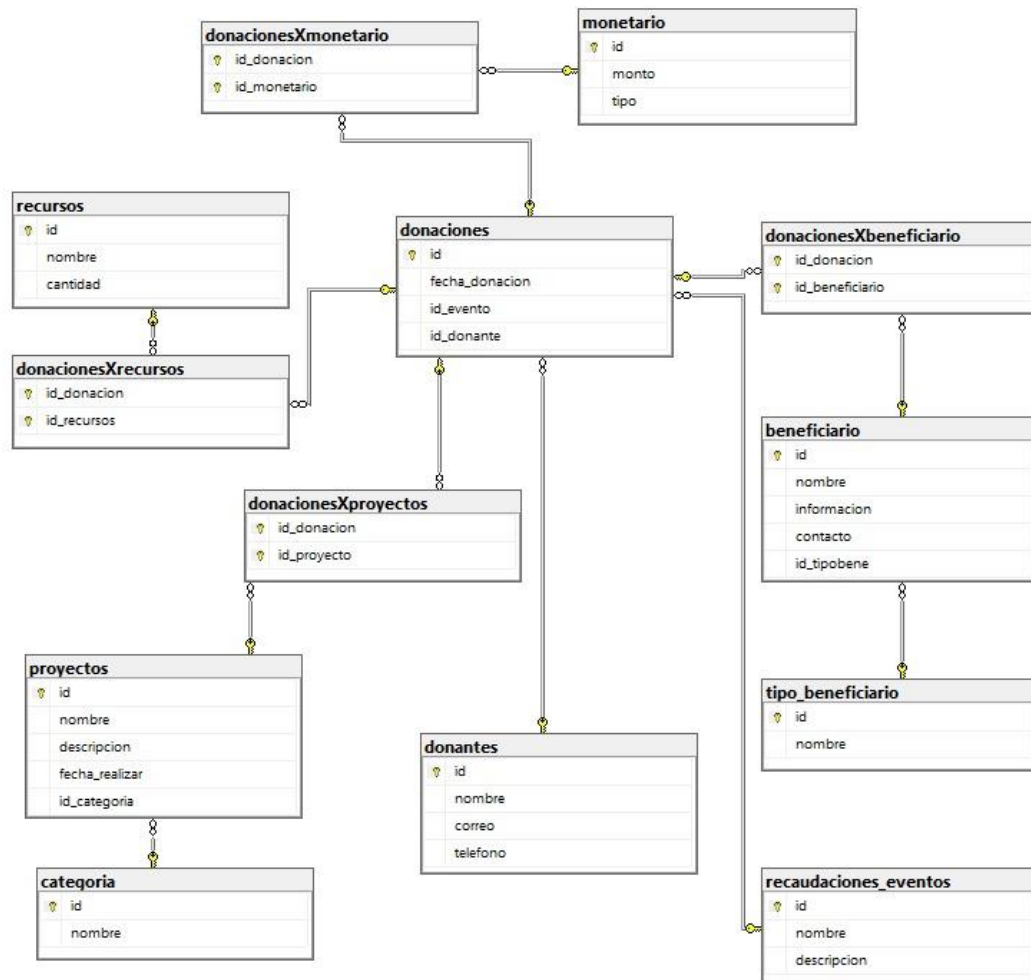 donacionesXmonetario
id_donacion
id_monetario
monetario
id
monto
tipo
recursos
id
nombre
cantidad
donaciones
id
fecha_donacion
id_evento
id_donante
donacionesXbeneficiario
id_donacion
id_beneficiario
donacionesXrecursos
id_donacion
id_recursos
beneficiario
id
nombre
informacion
contacto
id_tipobene
donacionesXproyectos
id_donacion
id_proyecto
proyectos
id
nombre
descripcion
fecha_realizar
id_categoria
tipo_beneficiario
id
nombre
donantes
id
nombre
correo
telefono
categoria
id
nombre
recaudaciones_eventos
id
nombre
descripcion